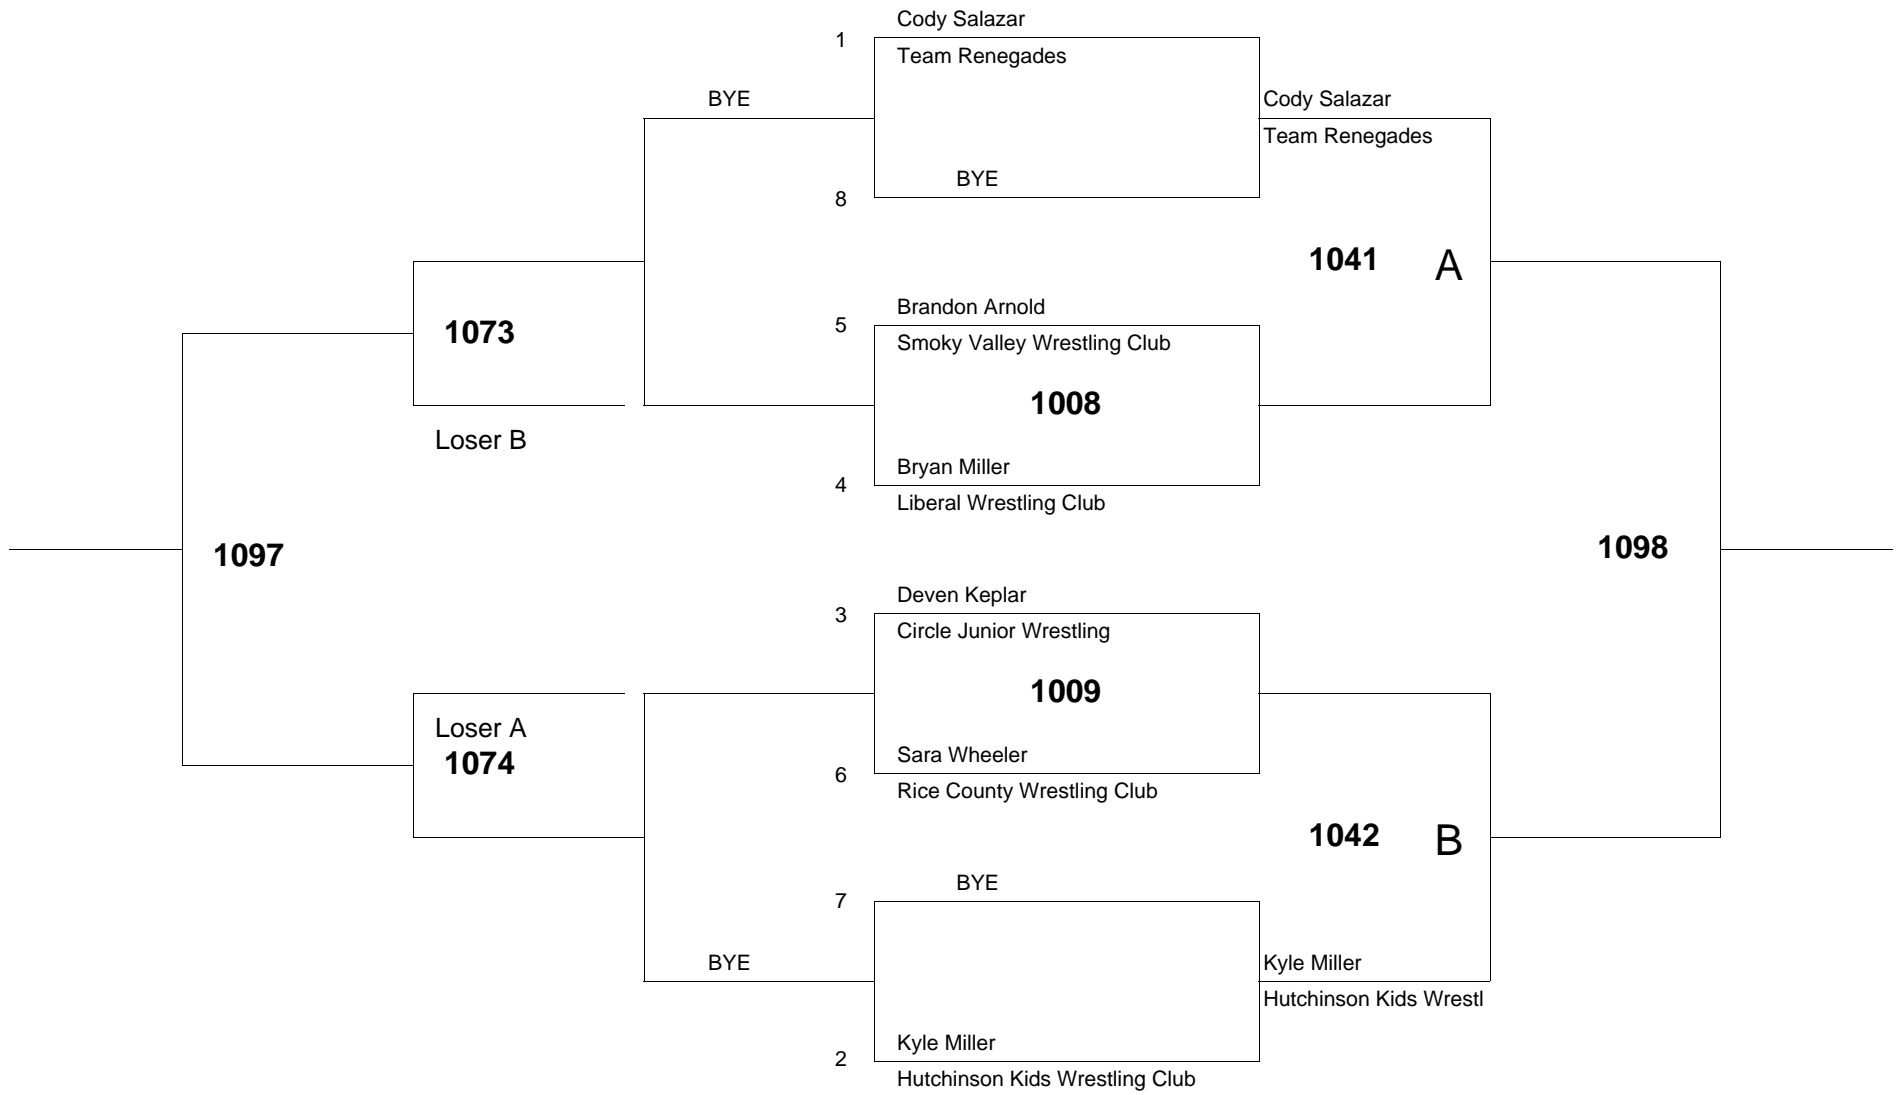 Cody Salazar
1
Team Renegades
BYE
Cody Salazar
Team Renegades
BYE
8
1041 A
Brandon Arnold
5
1073
Smoky Valley Wrestling Club
1008
Loser B
Bryan Miller
4
Liberal Wrestling Club
1097
1098
Deven Keplar
3
Circle Junior Wrestling
1009
Loser A
1074
Sara Wheeler
6
Rice County Wrestling Club
1042 B
BYE
7
BYE
Kyle Miller
Hutchinson Kids Wrestl
Kyle Miller
2
Hutchinson Kids Wrestling Club